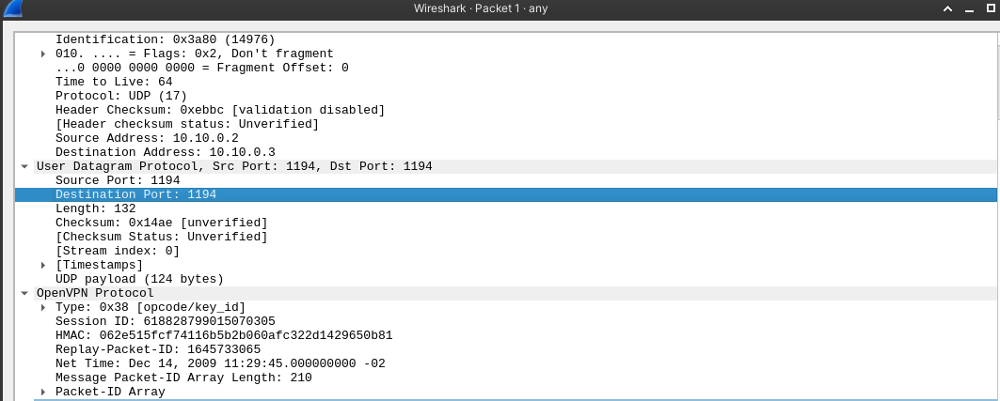 Wireshark · Packet 1 · any
Identification: 0x3a80 (14976)
010. .... = Flags: 0x2, Don't fragment
...0 0000 0000 0000 = Fragment Offset: 0
Time to Live: 64
Protocol: UDP (17)
Header Checksum: 0xebbc [validation disabled]
[Header checksum status: Unverified]
Source Address: 10.10.0.2
Destination Address: 10.10.0.3
User Datagram Protocol, Src Port: 1194, Dst Port: 1194
Source Port: 1194
Destination Port: 1194
Length: 132
Checksum: 0x14ae [unverified]
[Checksum Status: Unverified]
[Stream index: 0]
[Timestamps]
UDP payload (124 bytes)
OpenVPN Protocol
Type: 0x38 [opcode/key_id]
Session ID: 618828799015070305
HMAC: 062e515fcf74116b5b2b060afc322d1429650b81
Replay-Packet-ID: 1645733065
Net Time: Dec 14, 2009 11:29:45.000000000 -02
Message Packet-ID Array Length: 210
Packet-ID Array